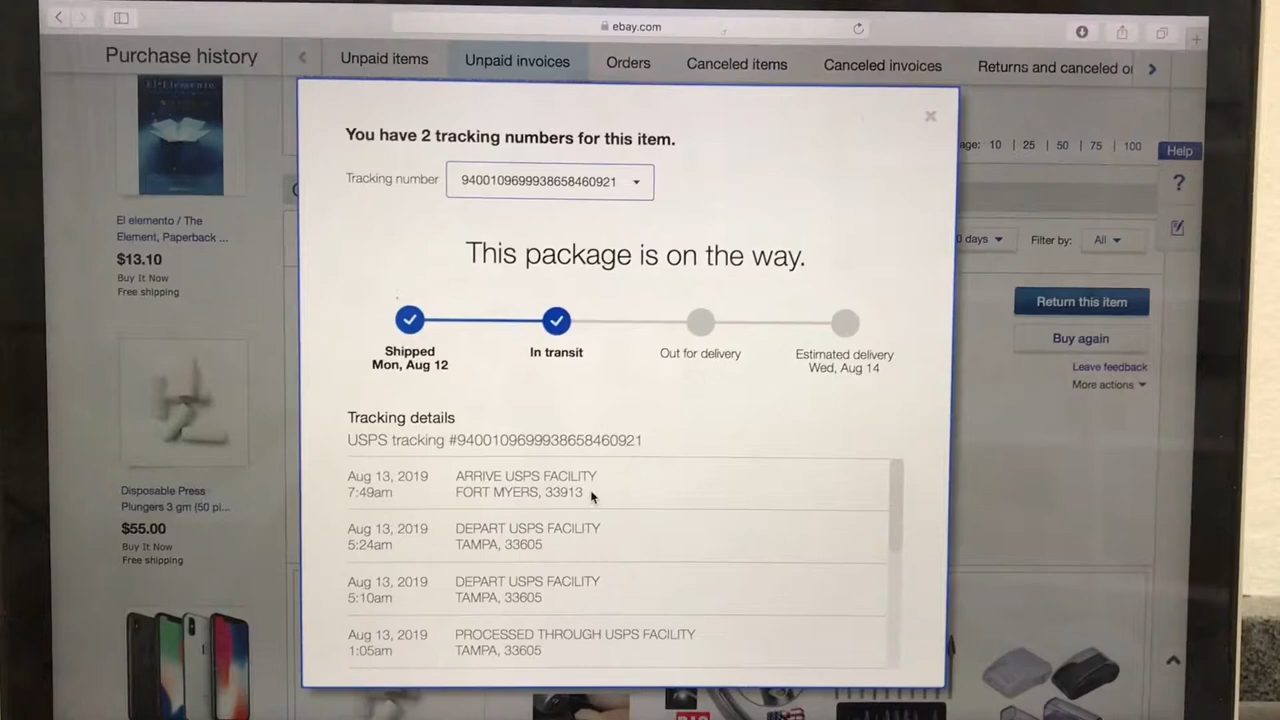 ebay.com
Purchase history
Unpaid items
Unpaid invoices
Orders
Canceled items
Canceled invoices
Returns and canceled or
El Elemento
El elemento / The
Element, Paperback ...
$13.10
Buy It Now
Free shipping
Disposable Press
Plungers 3 gm (50 pi...
$55.00
Buy It Now
Free shipping
You have 2 tracking numbers for this item.
Tracking number
9400109699938658460921
This package is on the way.
Shipped
Mon, Aug 12
In transit
Out for delivery
Estimated delivery
Wed, Aug 14
Tracking details
USPS tracking #9400109699938658460921
Aug 13, 2019
7:49am
ARRIVE USPS FACILITY
FORT MYERS, 33913
Aug 13, 2019
5:24am
DEPART USPS FACILITY
TAMPA, 33605
Aug 13, 2019
5:10am
DEPART USPS FACILITY
TAMPA, 33605
Aug 13, 2019
1:05am
PROCESSED THROUGH USPS FACILITY
TAMPA, 33605
age: 10 | 25 | 50 | 75 | 100
Help
?
0 days
Filter by:
All
Return this item
Buy again
Leave feedback
More actions